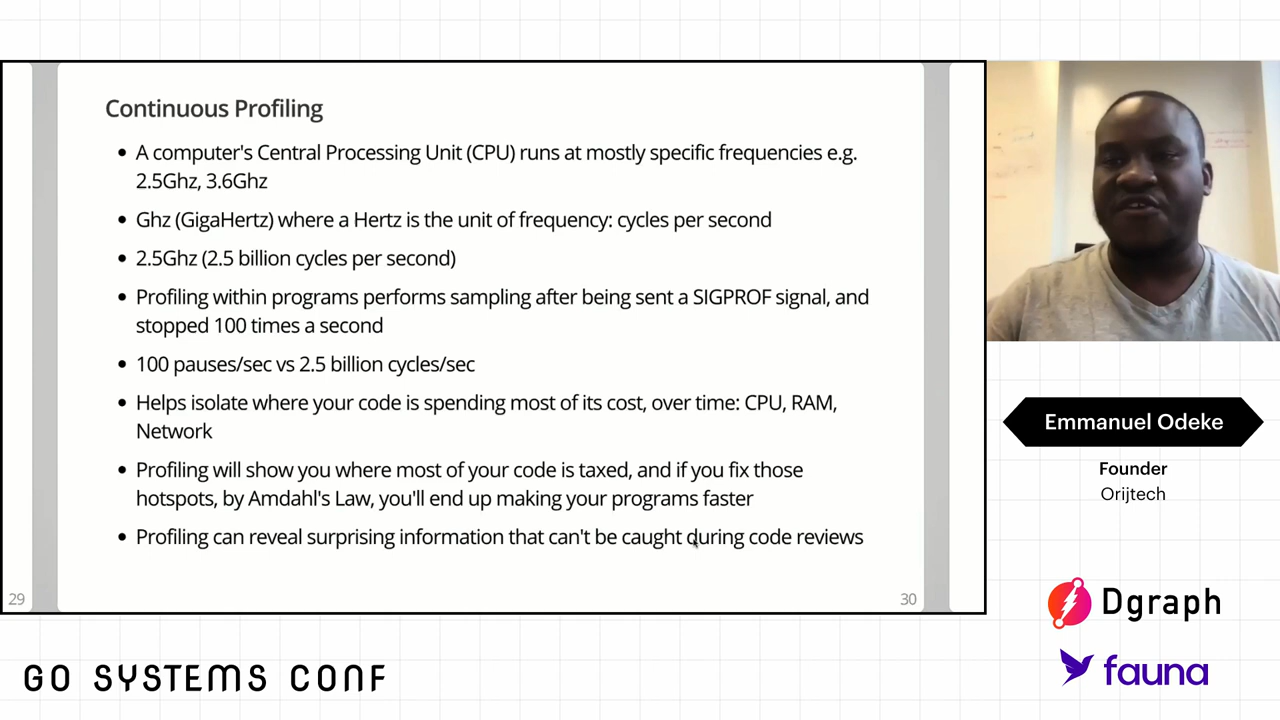 Continuous Profiling
• A computer's Central Processing Unit (CPU) runs at mostly specific frequencies e.g.
2.5Ghz, 3.6Ghz
• Ghz (GigaHertz) where a Hertz is the unit of frequency: cycles per second
• 2.5Ghz (2.5 billion cycles per second)
• Profiling within programs performs sampling after being sent a SIGPROF signal, and
stopped 100 times a second
• 100 pauses/sec vs 2.5 billion cycles/sec
• Helps isolate where your code is spending most of its cost, over time: CPU, RAM,
Network
• Profiling will show you where most of your code is taxed, and if you fix those
hotspots, by Amdahl's Law, you'll end up making your programs faster
• Profiling can reveal surprising information that can't be caught during code reviews
29
30
Emmanuel Odeke
Founder
Orijtech
Dgraph
fauna
GO SYSTEMS CONF